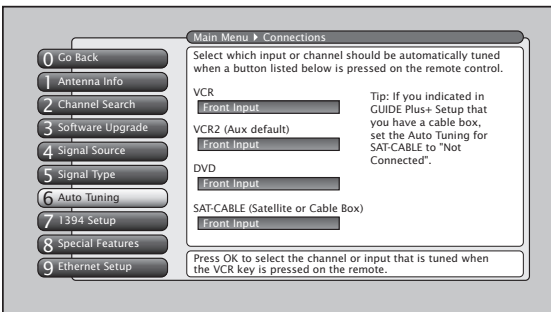 Main Menu ▶ Connections
0 Go Back
1 Antenna Info
2 Channel Search
3 Software Upgrade
4 Signal Source
5 Signal Type
6 Auto Tuning
7 1394 Setup
8 Special Features
9 Ethernet Setup
Select which input or channel should be automatically tuned
when a button listed below is pressed on the remote control.
VCR
Front Input
VCR2 (Aux default)
Front Input
DVD
Front Input
SAT-CABLE (Satellite or Cable Box)
Front Input
Tip: If you indicated in
GUIDE Plus+ Setup that
you have a cable box,
set the Auto Tuning for
SAT-CABLE to "Not
Connected".
Press OK to select the channel or input that is tuned when
the VCR key is pressed on the remote.